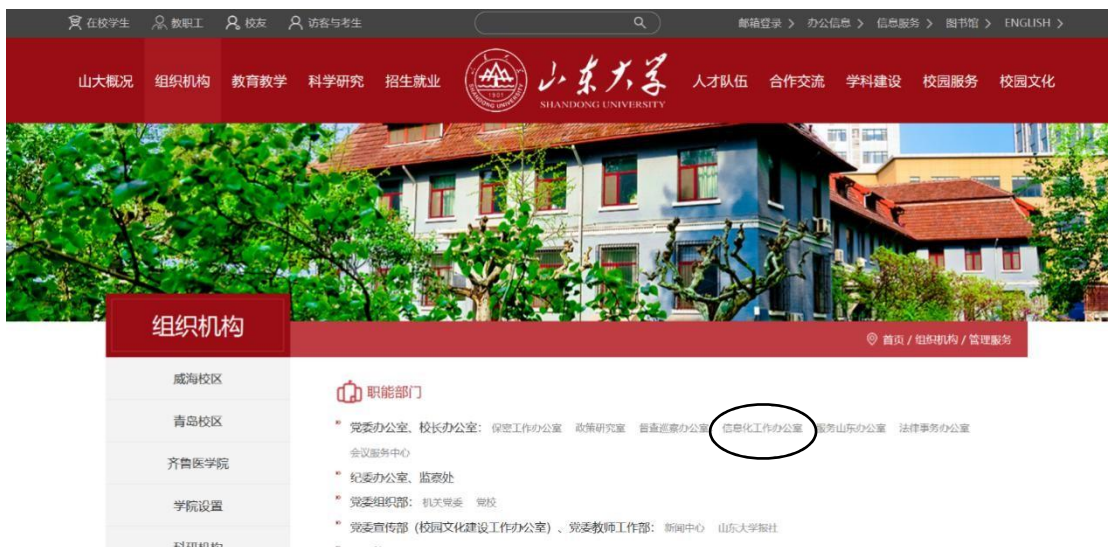 在校学生 教职工 校友 访客与考生 邮箱登录 > 办公信息 > 信息服务 > 图书馆 > ENGLISH >
山大概况 组织机构 教育教学 科学研究 招生就业 山东大学 人才队伍 合作交流 学科建设 校园服务 校园文化
1901
SHANDONG UNIVERSITY
SHANDONG UNIVERSITY
组织机构
首页 / 组织机构 / 管理服务
威海校区
青岛校区
齐鲁医学院
学院设置
科研机构
职能部门
党委办公室、校长办公室: 保密工作办公室 政策研究室 督查巡察办公室 信息化工作办公室 服务山东办公室 法律事务办公室
会议服务中心
纪委办公室、监察处
党委组织部: 机关党委 党校
党委宣传部(校园文化建设工作办公室)、党委教师工作部: 新闻中心 山东大学报社